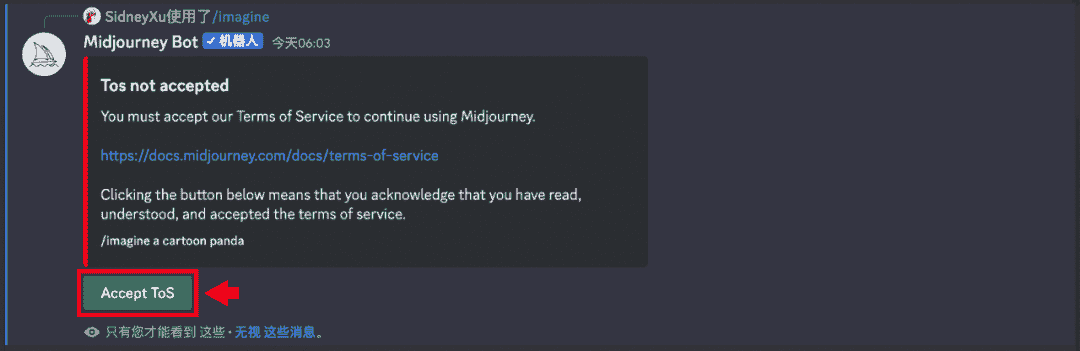 SidneyXu使用了/imagine
Midjourney Bot ✓机器人 今天06:03
Tos not accepted
You must accept our Terms of Service to continue using Midjourney.
https://docs.midjourney.com/docs/terms-of-service
Clicking the button below means that you acknowledge that you have read,
understood, and accepted the terms of service.
/imagine a cartoon panda
Accept ToS
只有您才能看到 这些 · 无视 这些消息。